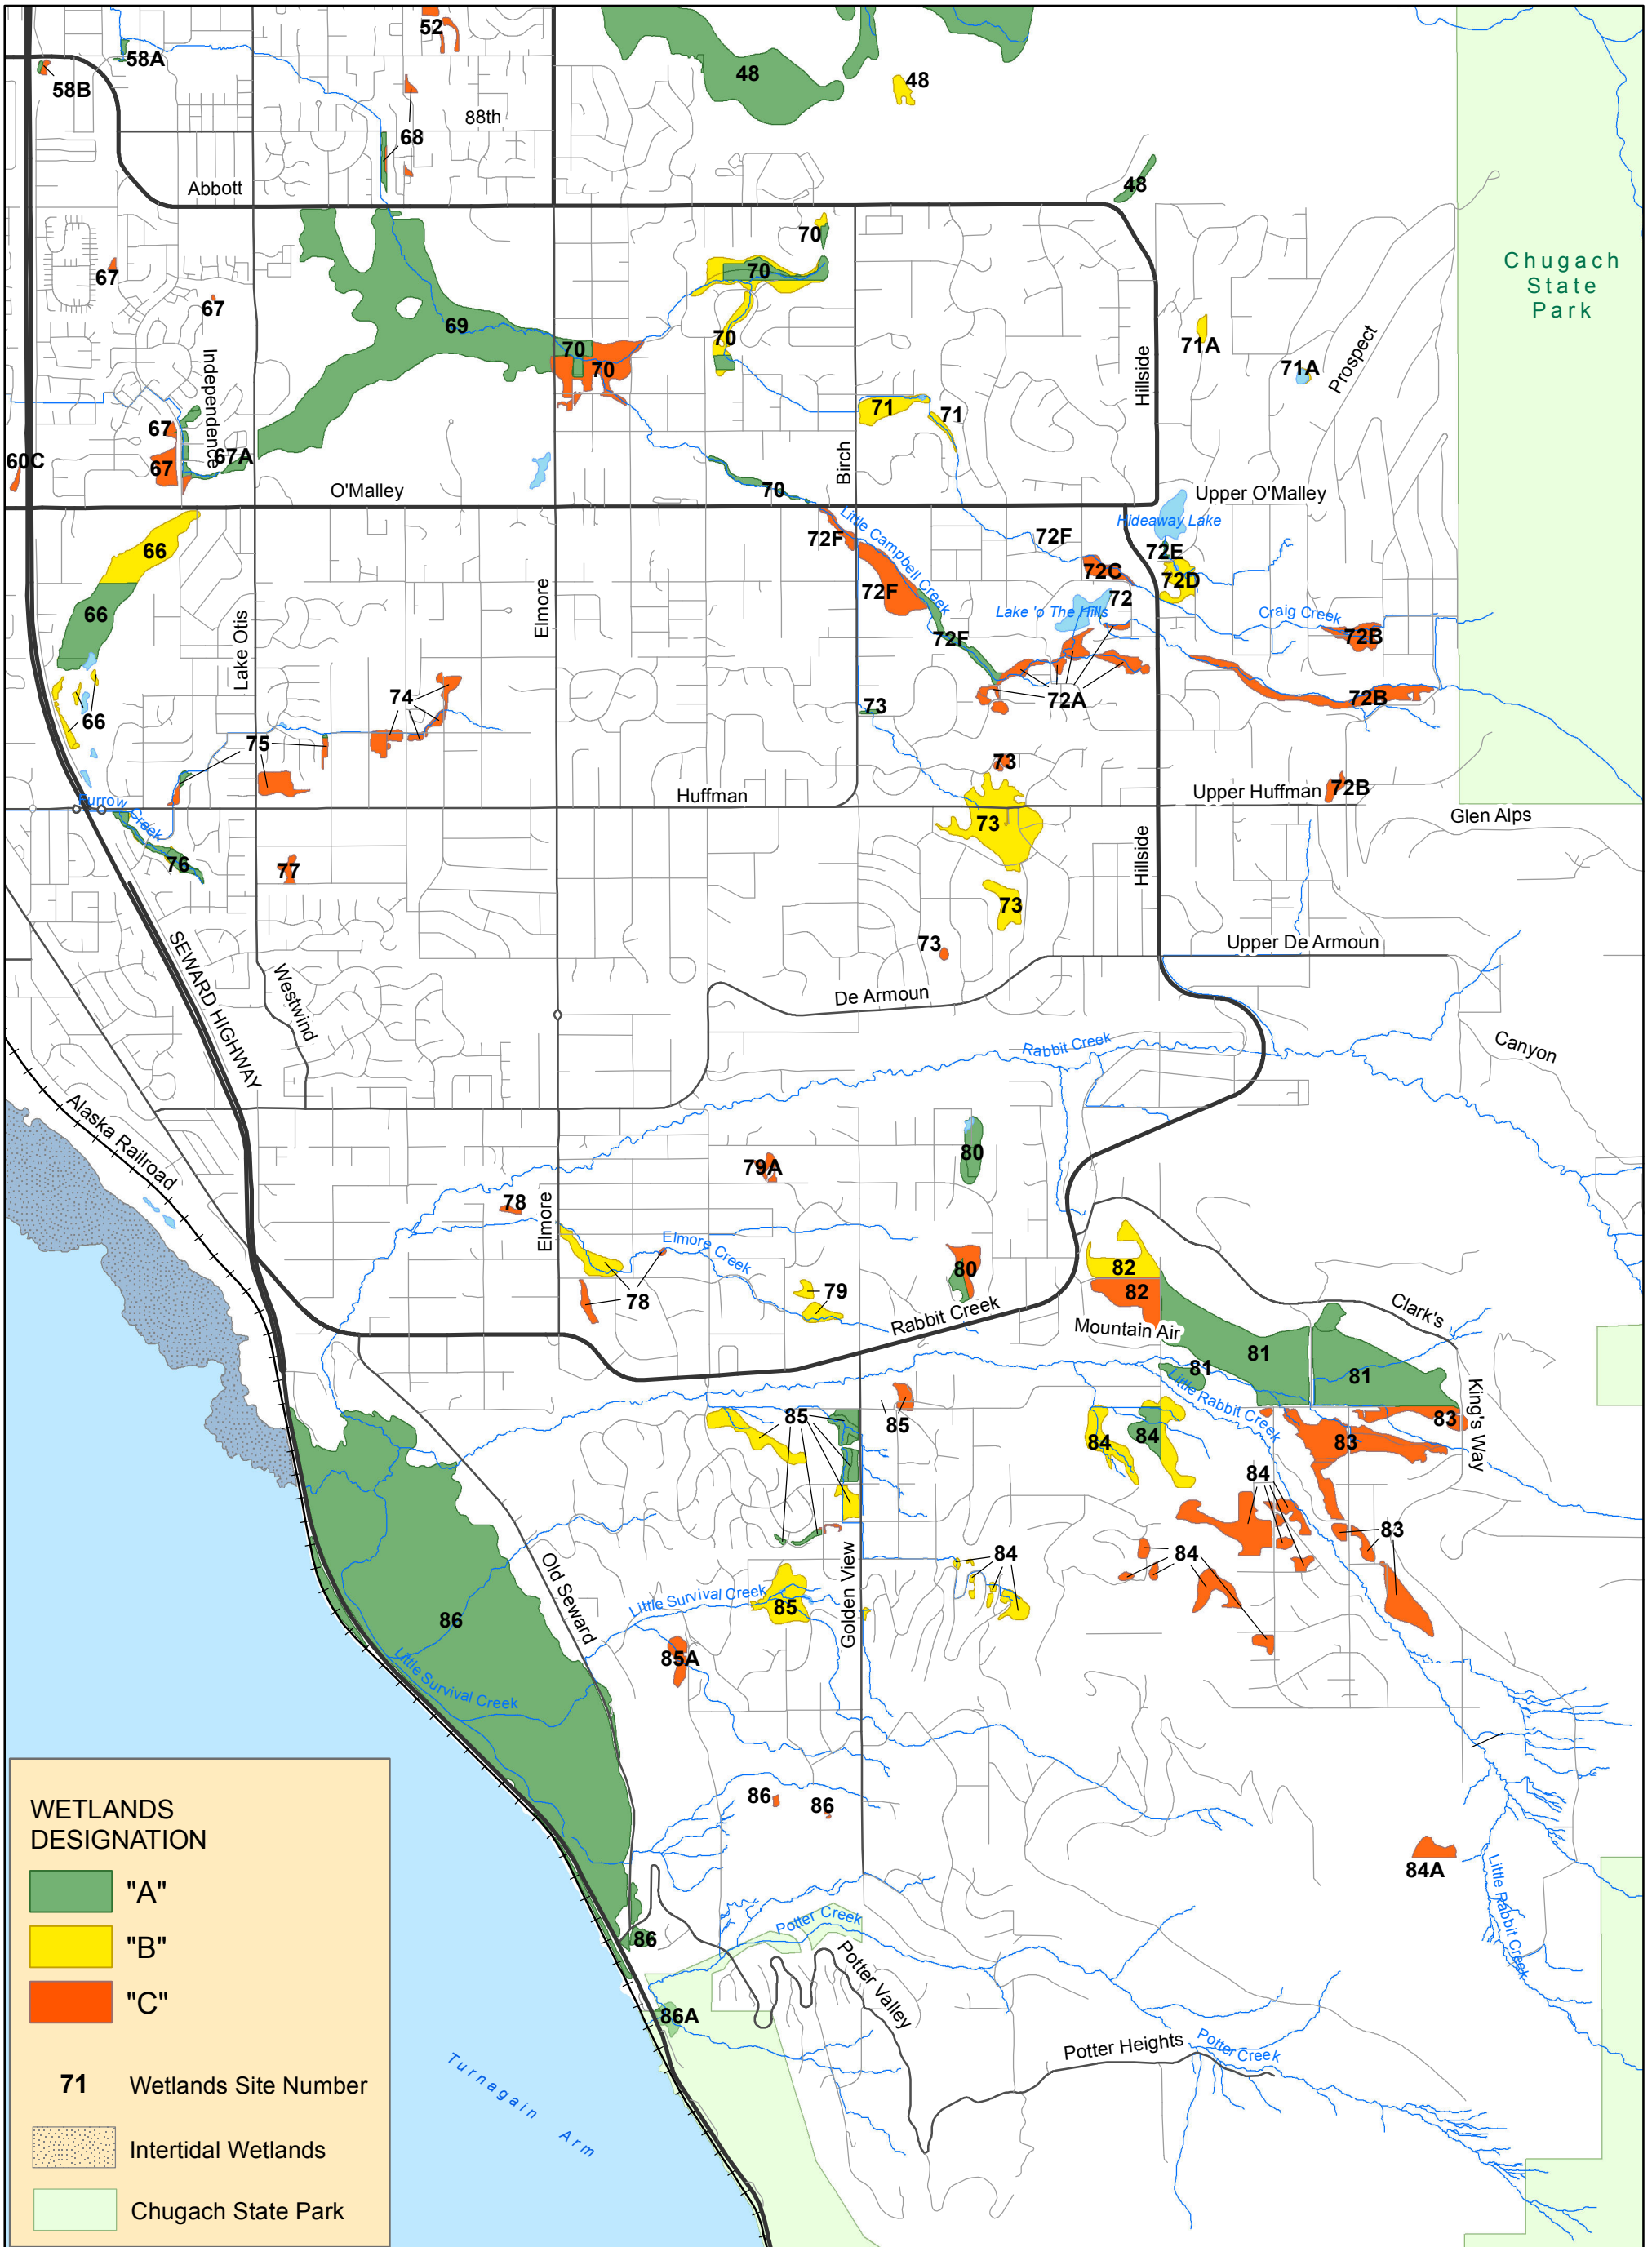 52
58A
48
48
58B
88th
68
Abbott
48
67
70
70
67
69
70
70
70
Independence
Chugach
State
Park
71A
71A
Prospect
Hillside
71
71
67
67
67A
60C
O'Malley
Birch
70
Upper O'Malley
Hideaway Lake
Little Campbell Creek
72F
72F
72E
72C
72D
66
72F
72
Lake 'o The Hills
Craig Creek
72B
66
Lake Otis
Elmore
72F
72A
72B
74
73
66
75
73
72B
Huffman
Upper Huffman
Glen Alps
Furrow
Creek
73
76
77
Hillside
73
73
Upper De Armoun
SEWARD HIGHWAY
Westwind
De Armoun
Rabbit Creek
Canyon
Alaska Railroad
79A
80
78
Elmore
Elmore Creek
80
82
82
78
79
Rabbit Creek
Mountain Air
Clark's
81
81
81
Little Rabbit Creek
King's Way
85
85
84
84
83
83
84
83
84
84
Old Seward
Golden View
Little Survival Creek
85
86
85A
Little Survival Creek
86
86
84A
Little Rabbit Creek
86
Potter Creek
Potter Valley
86A
Potter Heights
Potter Creek
Turnagain Arm
WETLANDS
DESIGNATION
"A"
"B"
"C"
71 Wetlands Site Number
Intertidal Wetlands
Chugach State Park